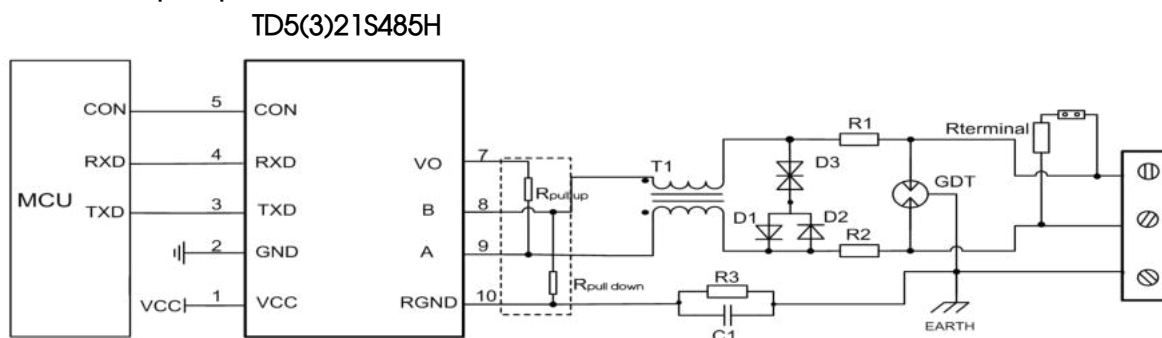 TD5(3)21S485H
MCU
CON
RXD
TXD
5
4
3
2
1
CON
RXD
TXD
GND
VCC
VCC
VO
B
A
RGND
7
8
9
10
Rpull up
Rpull down
T1
D3
D1
D2
R1
R2
GDT
Rterminal
R3
C1
EARTH